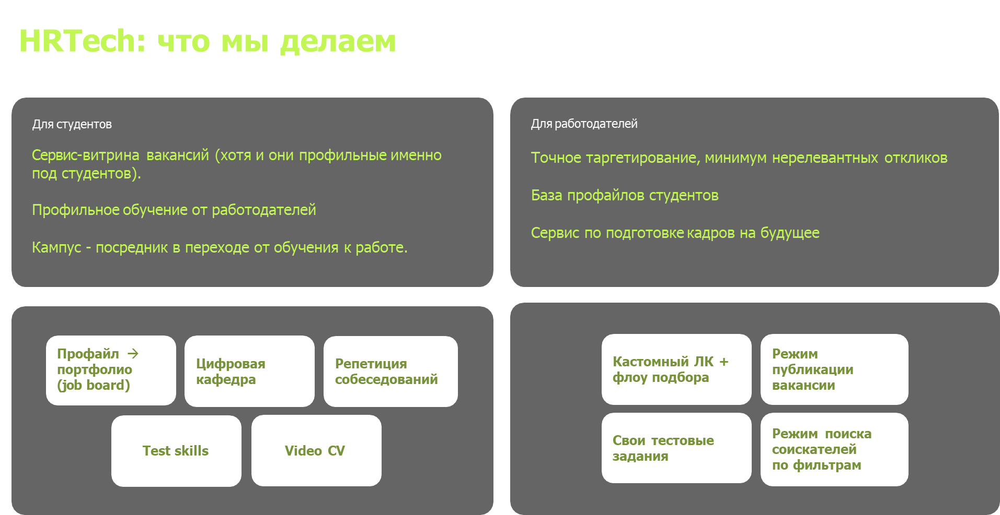 HRTech: что мы делаем
Для студентов
Сервис-витрина вакансий (хотя и они профильные именно
под студентов).
Профильное обучение от работодателей
Кампус - посредник в переходе от обучения к работе.
Для работодателей
Точное таргетирование, минимум нерелевантных откликов
База профайлов студентов
Сервис по подготовке кадров на будущее
Профайл →
портфолио
(job board)
Цифровая
кафедра
Репетиция
собеседований
Test skills
Video CV
Кастомный ЛК +
флоу подбора
Режим
публикации
вакансии
Свои тестовые
задания
Режим поиска
соискателей
по фильтрам